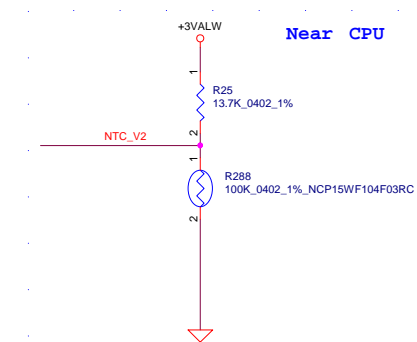 +3VALW
Near CPU
1
R25
13.7K_0402_1%
2
NTC_V2
1
R288
100K_0402_1%_NCP15WF104F03RC
2